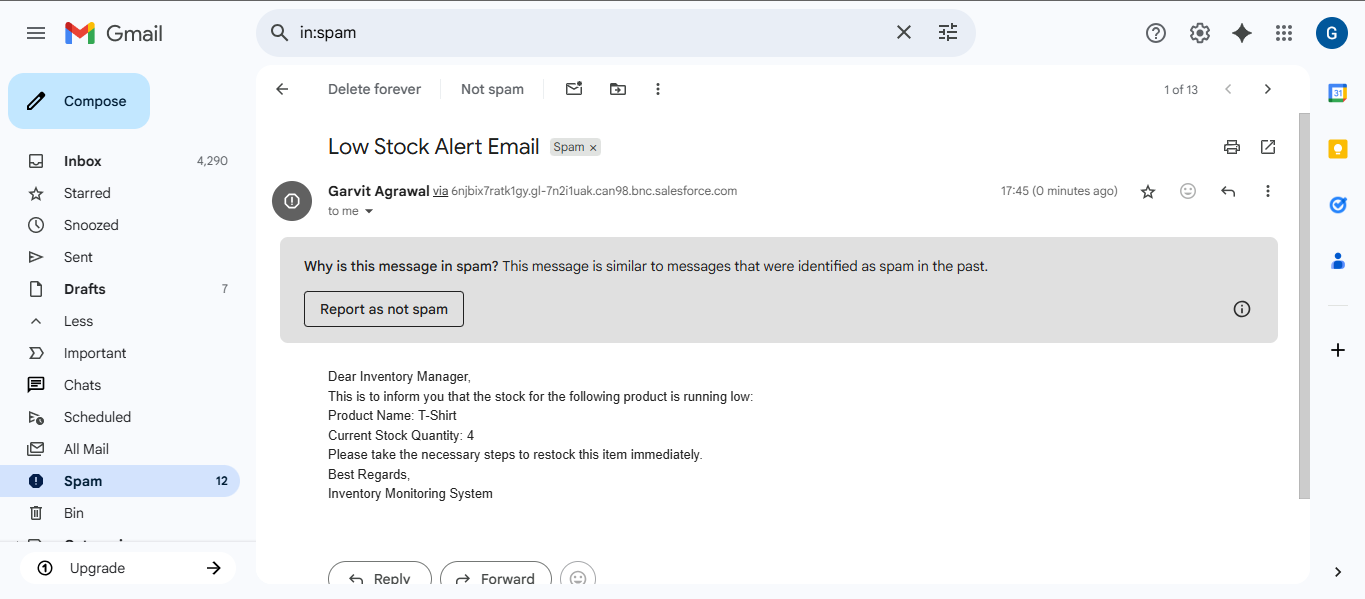 Gmail
in:spam
G
Compose
Delete forever
Not spam
1 of 13
31
Inbox 4,290
Starred
Snoozed
Sent
Drafts 7
Less
Important
Chats
Scheduled
All Mail
Spam 12
Bin
Upgrade
Low Stock Alert Email Spam ×
Garvit Agrawal via 6njbix7ratk1gy.gl-7n2i1uak.can98.bnc.salesforce.com
17:45 (0 minutes ago)
to me
Why is this message in spam? This message is similar to messages that were identified as spam in the past.
Report as not spam
Dear Inventory Manager,
This is to inform you that the stock for the following product is running low:
Product Name: T-Shirt
Current Stock Quantity: 4
Please take the necessary steps to restock this item immediately.
Best Regards,
Inventory Monitoring System
Reply
Forward